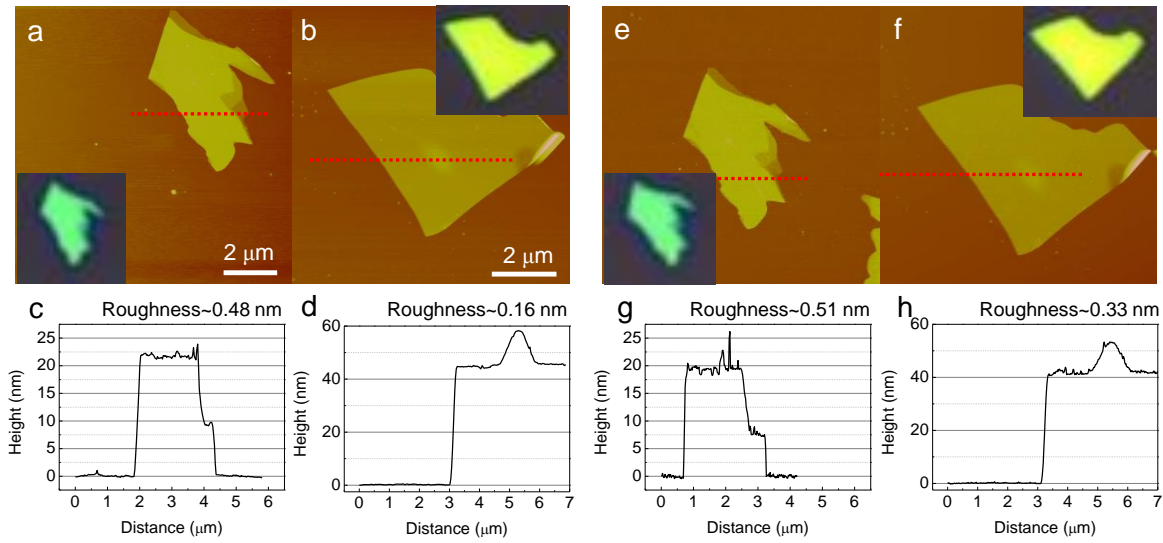 a
b
e
f
2 μm
2 μm
c
Roughness~0.48 nm
d
Roughness~0.16 nm
g
Roughness~0.51 nm
h
Roughness~0.33 nm
25
20
15
10
5
0
Height (nm)
0 1 2 3 4 5 6
Distance (μm)
60
40
20
0
Height (nm)
0 1 2 3 4 5 6 7
Distance (μm)
25
20
15
10
5
0
Height (nm)
0 1 2 3 4 5 6
Distance (μm)
60
40
20
0
Height (nm)
0 1 2 3 4 5 6 7
Distance (μm)